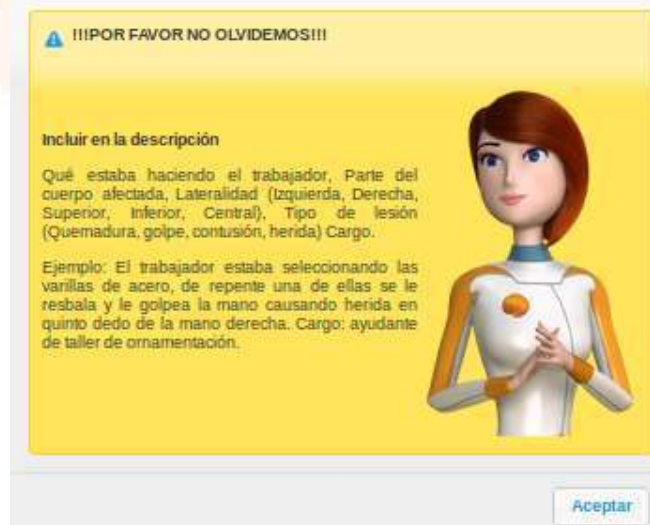 !!!POR FAVOR NO OLVIDEMOS!!!
Incluir en la descripción
Qué estaba haciendo el trabajador, Parte del
cuerpo afectada, Lateralidad (Izquierda, Derecha,
Superior, Inferior, Central), Tipo de lesión
(Quemadura, golpe, contusión, herida) Cargo.
Ejemplo: El trabajador estaba seleccionando las
varillas de acero, de repente una de ellas se le
resbala y le golpea la mano causando herida en
quinto dedo de la mano derecha. Cargo: ayudante
de taller de ornamentación.
Aceptar